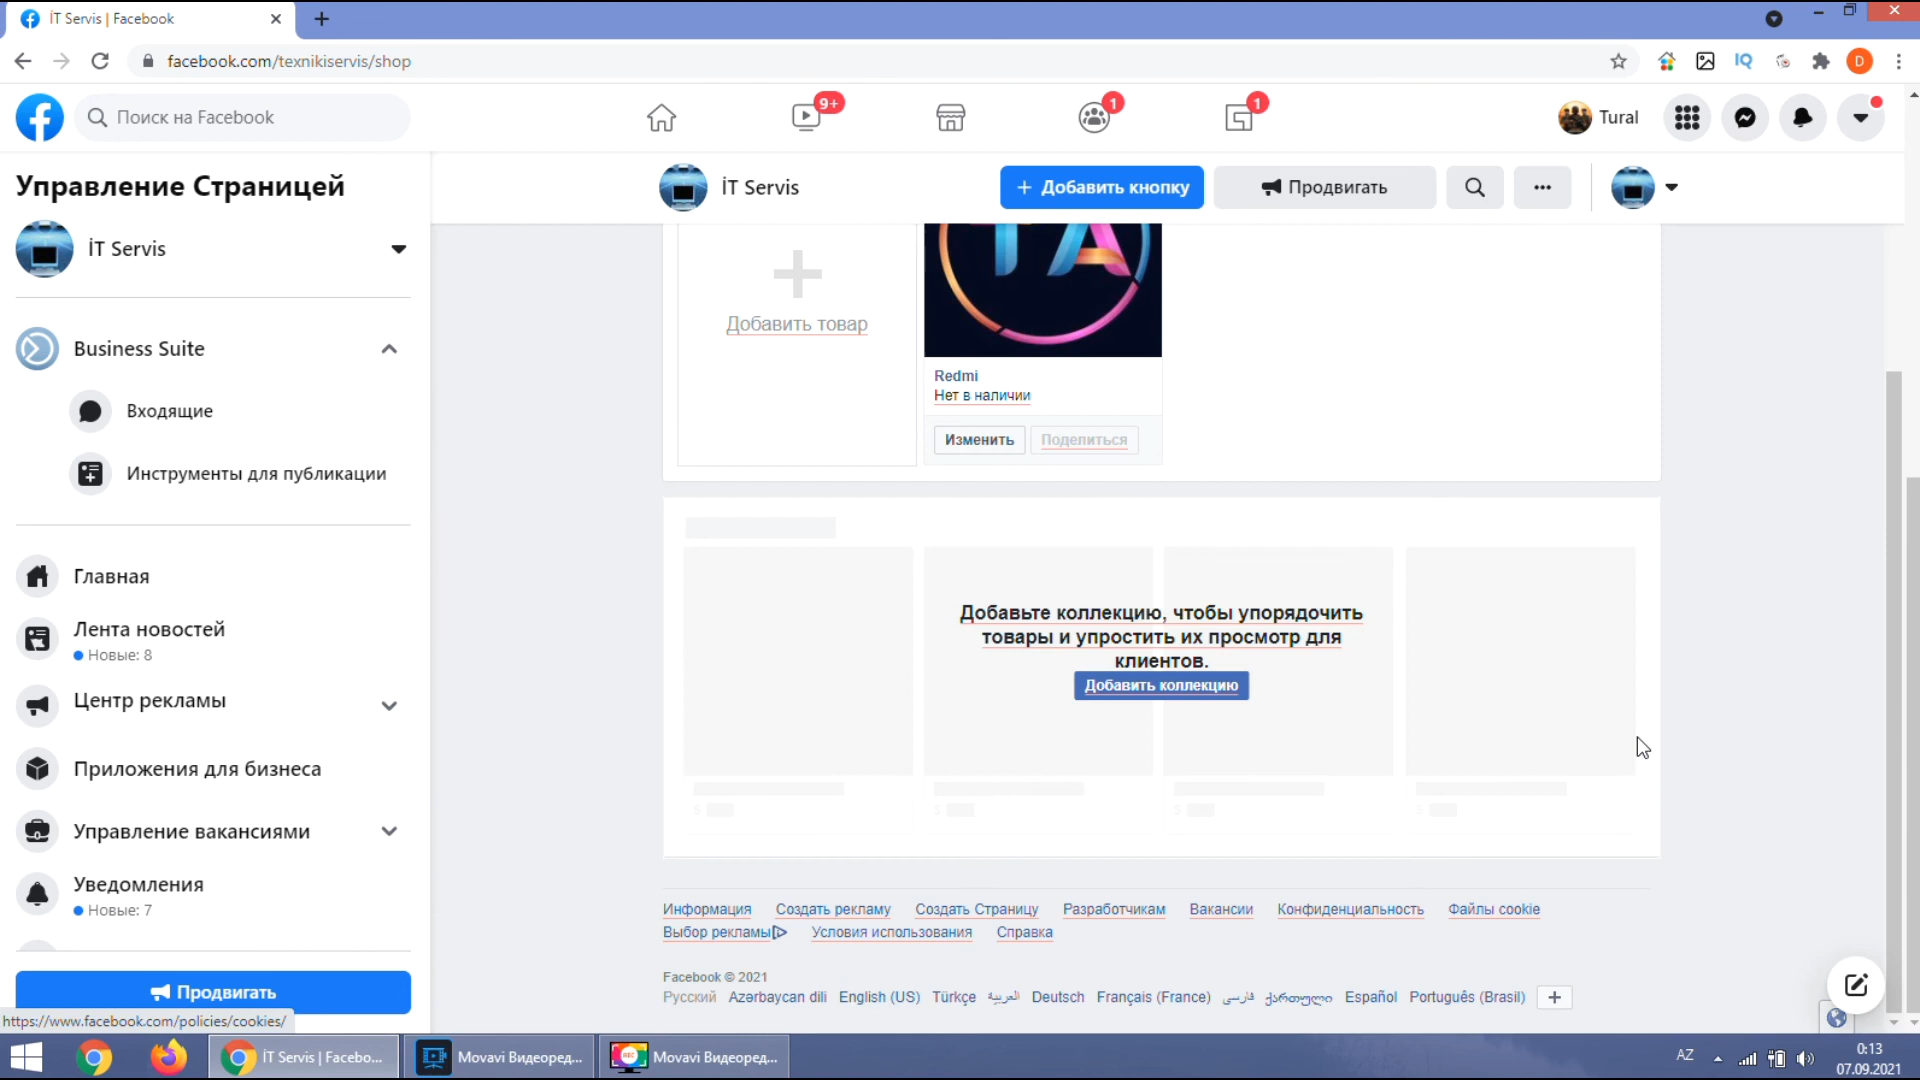 İT Servis | Facebook
facebook.com/texnikiservis/shop
IQ
D
Поиск на Facebook
9+
1
1
Tural
Управление Страницей
İT Servis
Добавить кнопку
Продвигать
İT Servis
Business Suite
Входящие
Инструменты для публикации
Главная
Лента новостей
Новые: 8
Центр рекламы
Приложения для бизнеса
Управление вакансиями
Уведомления
Новые: 7
Продвигать
https://www.facebook.com/policies/cookies/
Добавить товар
TA
Redmi
Нет в наличии
Изменить
Поделиться
Добавьте коллекцию, чтобы упорядочить
товары и упростить их просмотр для
клиентов.
Добавить коллекцию
$
$
$
$
Информация Создать рекламу Создать Страницу Разработчикам Вакансии Конфиденциальность Файлы cookie
Выбор рекламы Условия использования Справка
Facebook © 2021
Русский Azərbaycan dili English (US) Türkçe العربية Deutsch Français (France) فارسی ქართული Español Português (Brasil)
İT Servis | Facebo...
Movavi Видеоред...
REC
Movavi Видеоред...
AZ
0:13
07.09.2021